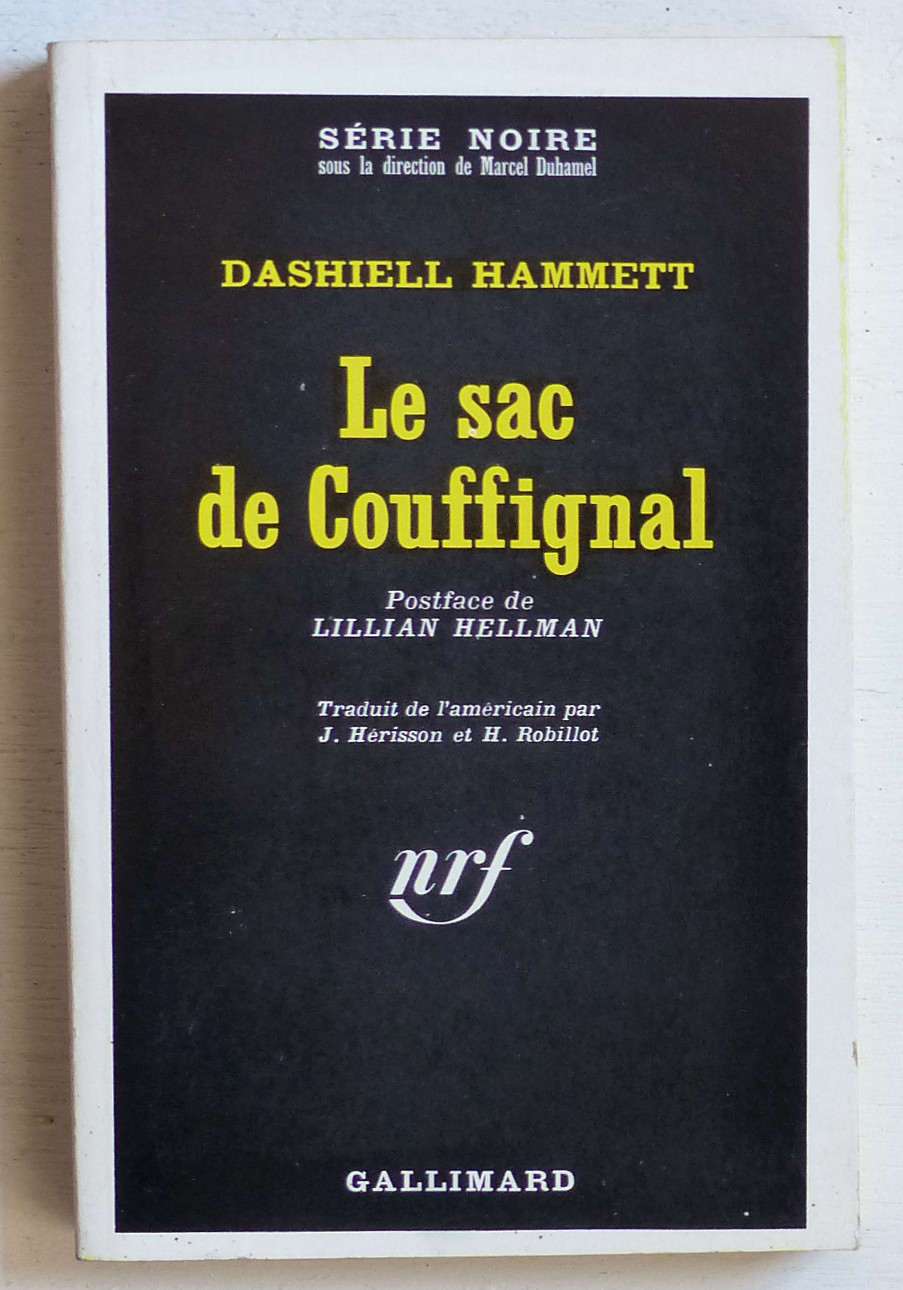 SÉRIE NOIRE
sous la direction de Marcel Duhamel
DASHIELL HAMMETT
Le sac
de Couffignal
Postface de
LILLIAN HELLMAN
Traduit de l'américain par
J. Hérisson et H. Robillot
nrf
GALLIMARD